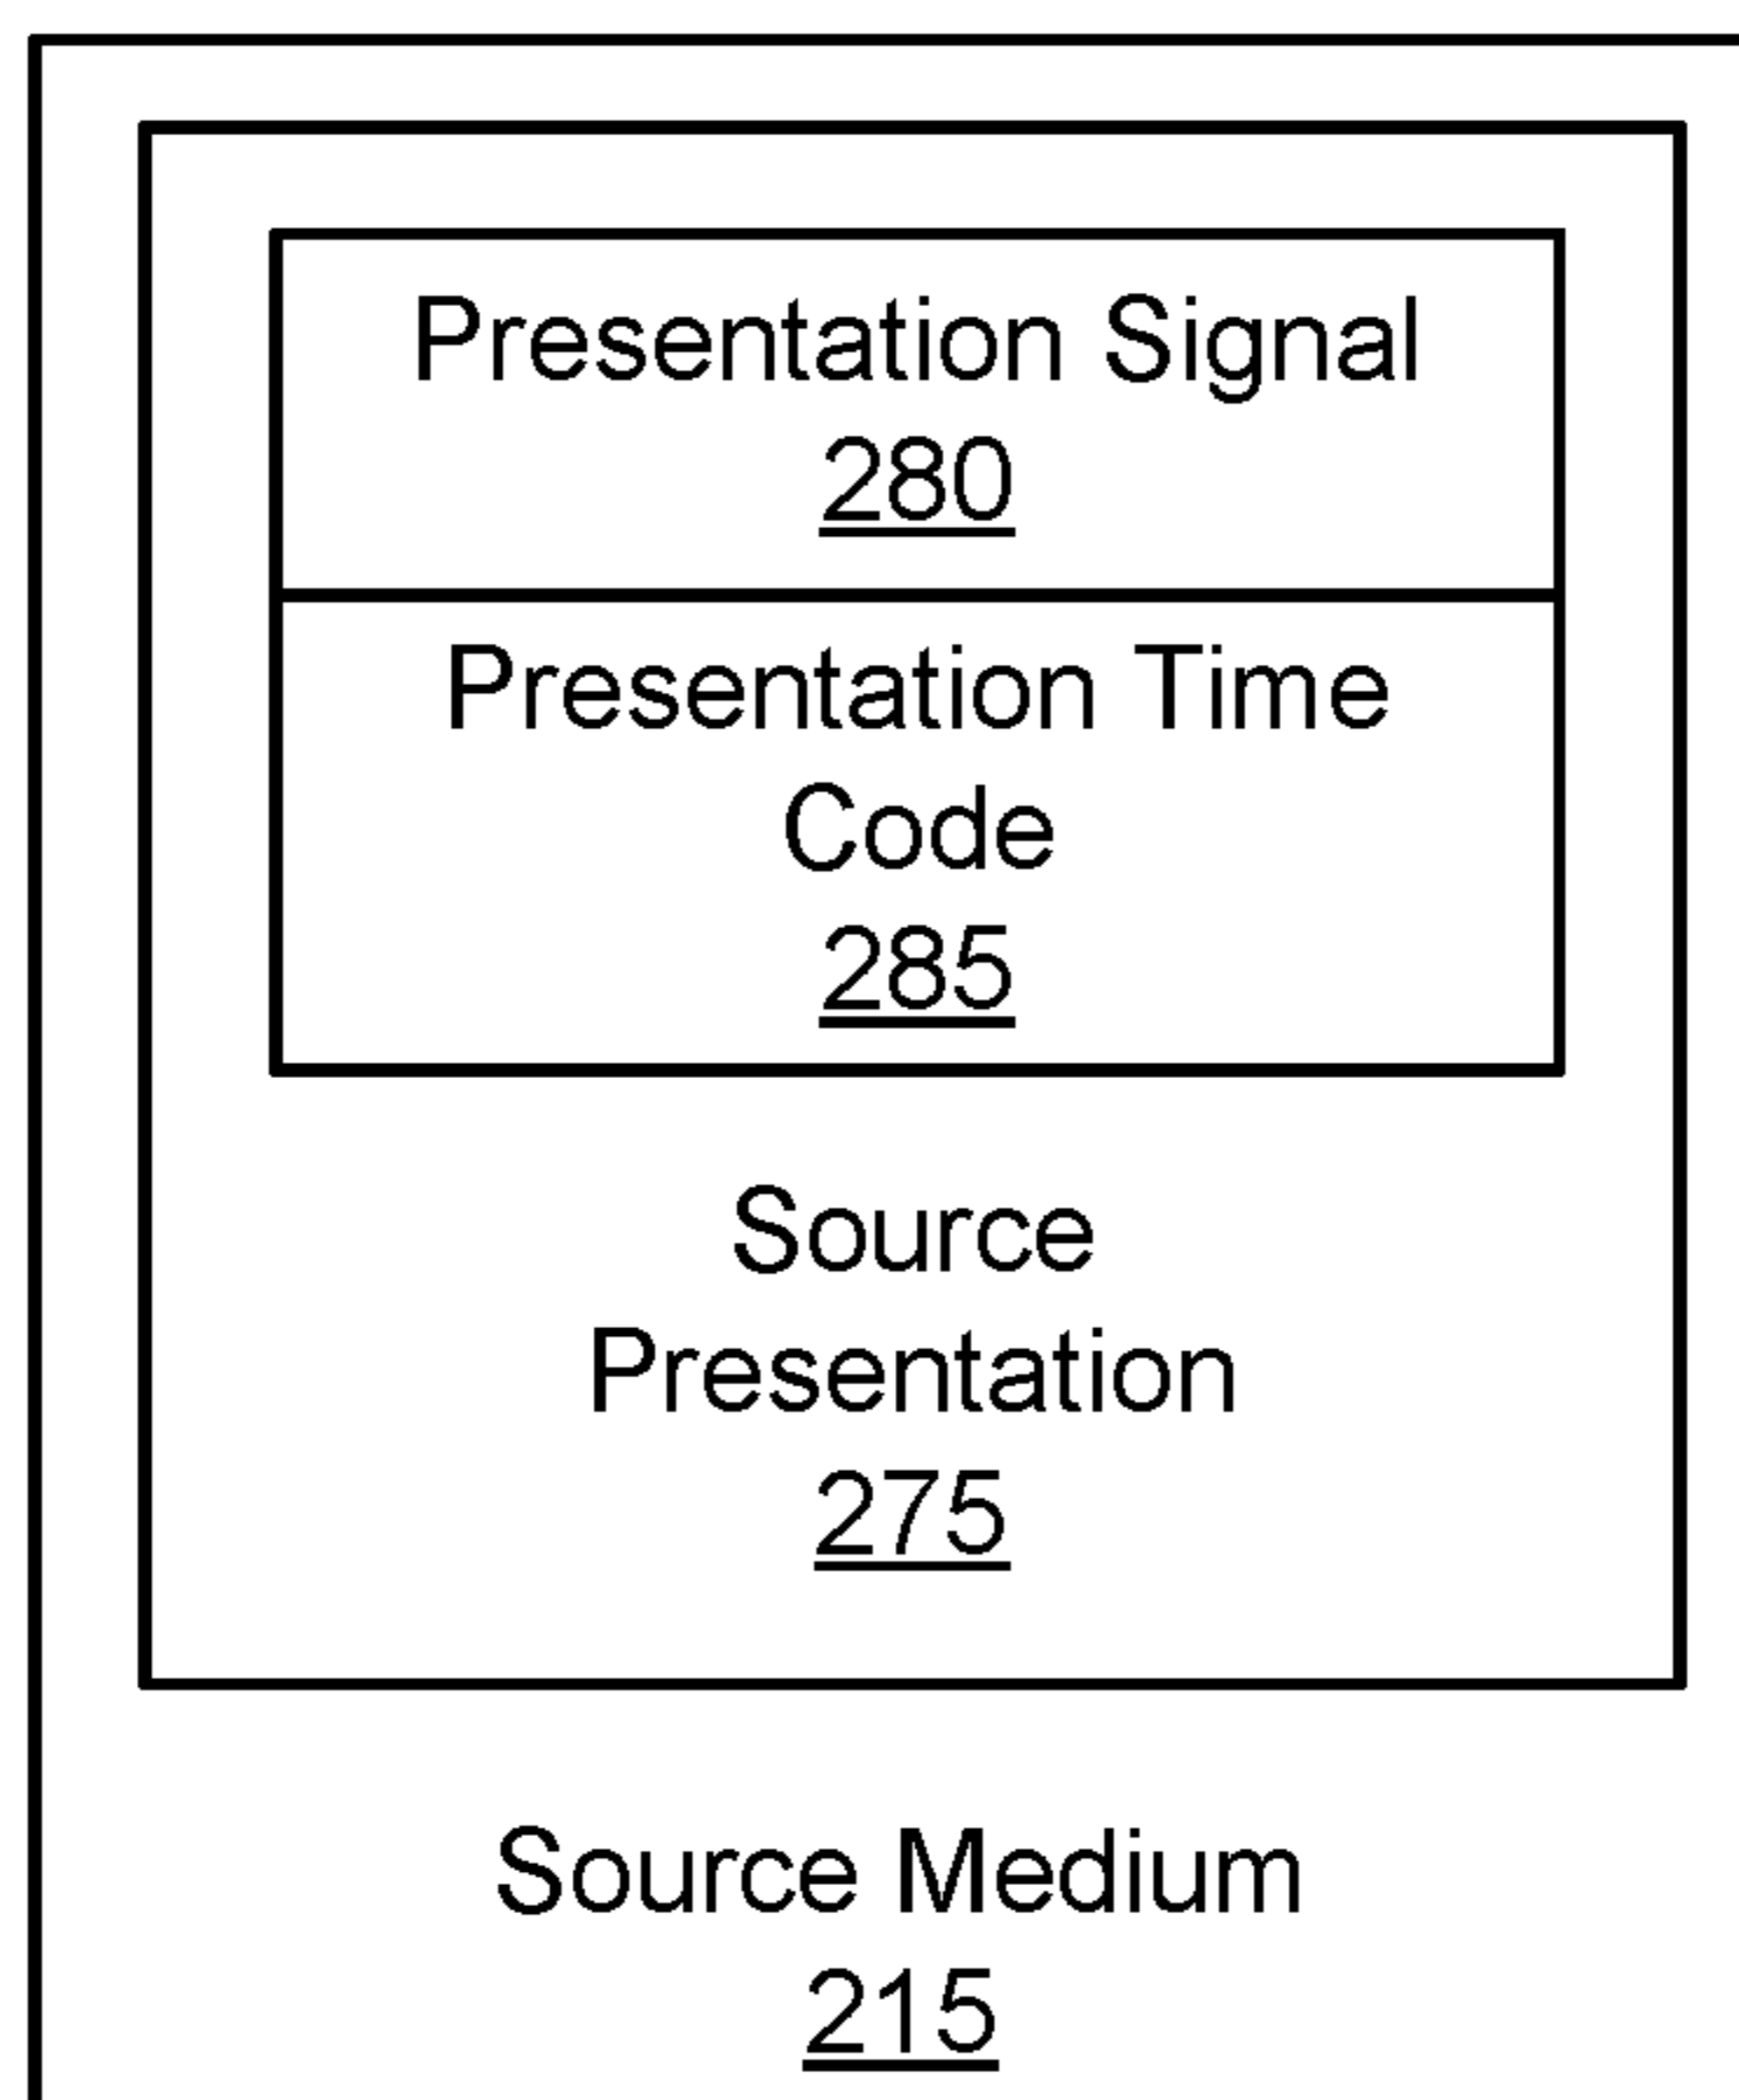 Presentation Signal
280
Presentation Time
Code
285
Source
Presentation
275
Source Medium
215